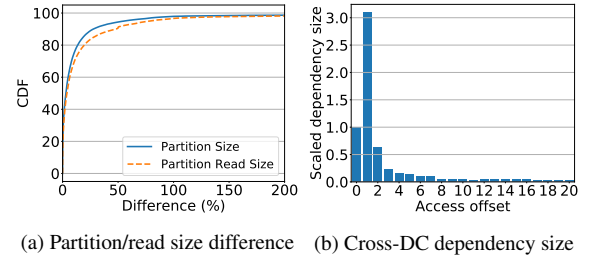 100
80
60
40
20
0
CDF
0
50
100
150
200
Difference (%)
Partition Size
Partition Read Size
(a) Partition/read size difference
3.0
2.5
2.0
1.5
1.0
0.5
0.0
Scaled dependency size
0 2 4 6 8 10 12 14 16 18 20
Access offset
(b) Cross-DC dependency size